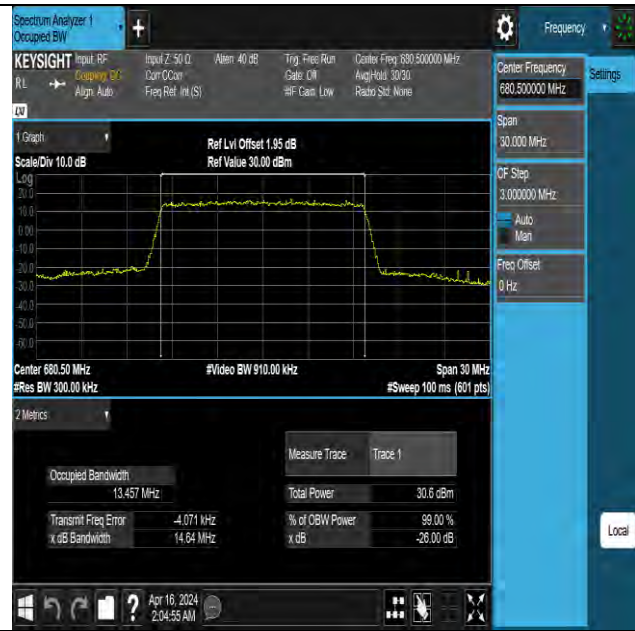 Spectrum Analyzer 1
Occupied BW
+
Frequency
KEYSIGHT Input: RF Input Z: 50 Ω Atten: 40 dB Trig: Free Run Center Freq: 680.500000 MHz
RL Coupling: DC Corr CCorr Gate: Off Avg|Hold: 30/30
Align: Auto Freq Ref: Int (S) #IF Gain: Low Radio Std: None
LXI
Center Frequency
680.500000 MHz
Settings
Span
30.000 MHz
CF Step
3.000000 MHz
Auto
Man
Freq Offset
0 Hz
1 Graph
Ref Lvl Offset 1.95 dB
Scale/Div 10.0 dB Ref Value 30.00 dBm
Log
20.0
10.0
0.00
-10.0
-20.0
-30.0
-40.0
-50.0
-60.0
Center 680.50 MHz #Video BW 910.00 kHz Span 30 MHz
#Res BW 300.00 kHz #Sweep 100 ms (601 pts)
2 Metrics
Measure Trace Trace 1
Occupied Bandwidth
13.457 MHz Total Power 30.6 dBm
Transmit Freq Error -4.071 kHz % of OBW Power 99.00 %
x dB Bandwidth 14.64 MHz x dB -26.00 dB
Local
? Apr 16, 2024
2:04:55 AM